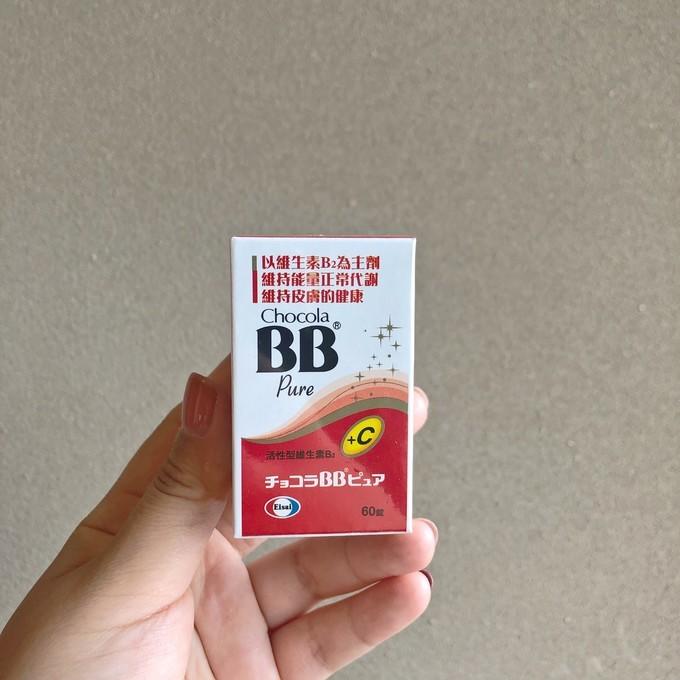 以維生素B₂為主劑
維持能量正常代謝
維持皮膚的健康
Chocola
BB®
Pure
+C
活性型維生素B₂
チョコラBB®ピュア
Eisai
60錠